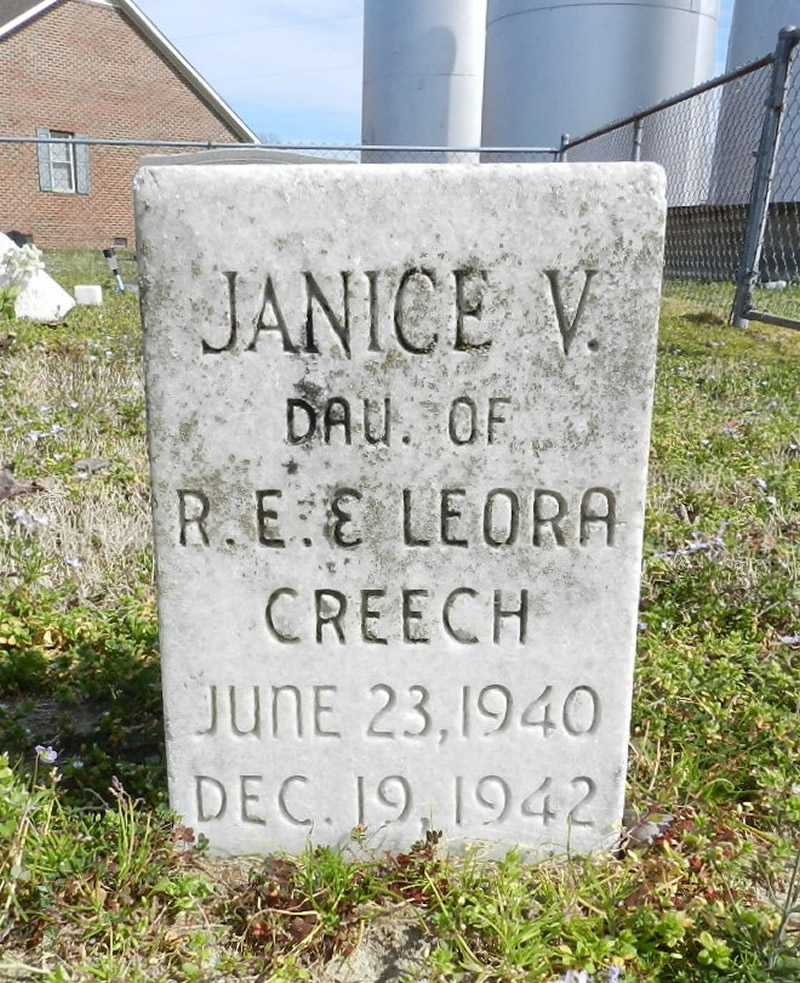 JANICE V.
DAU. OF
R. E. & LEORA
CREECH
JUNE 23, 1940
DEC. 19, 1942